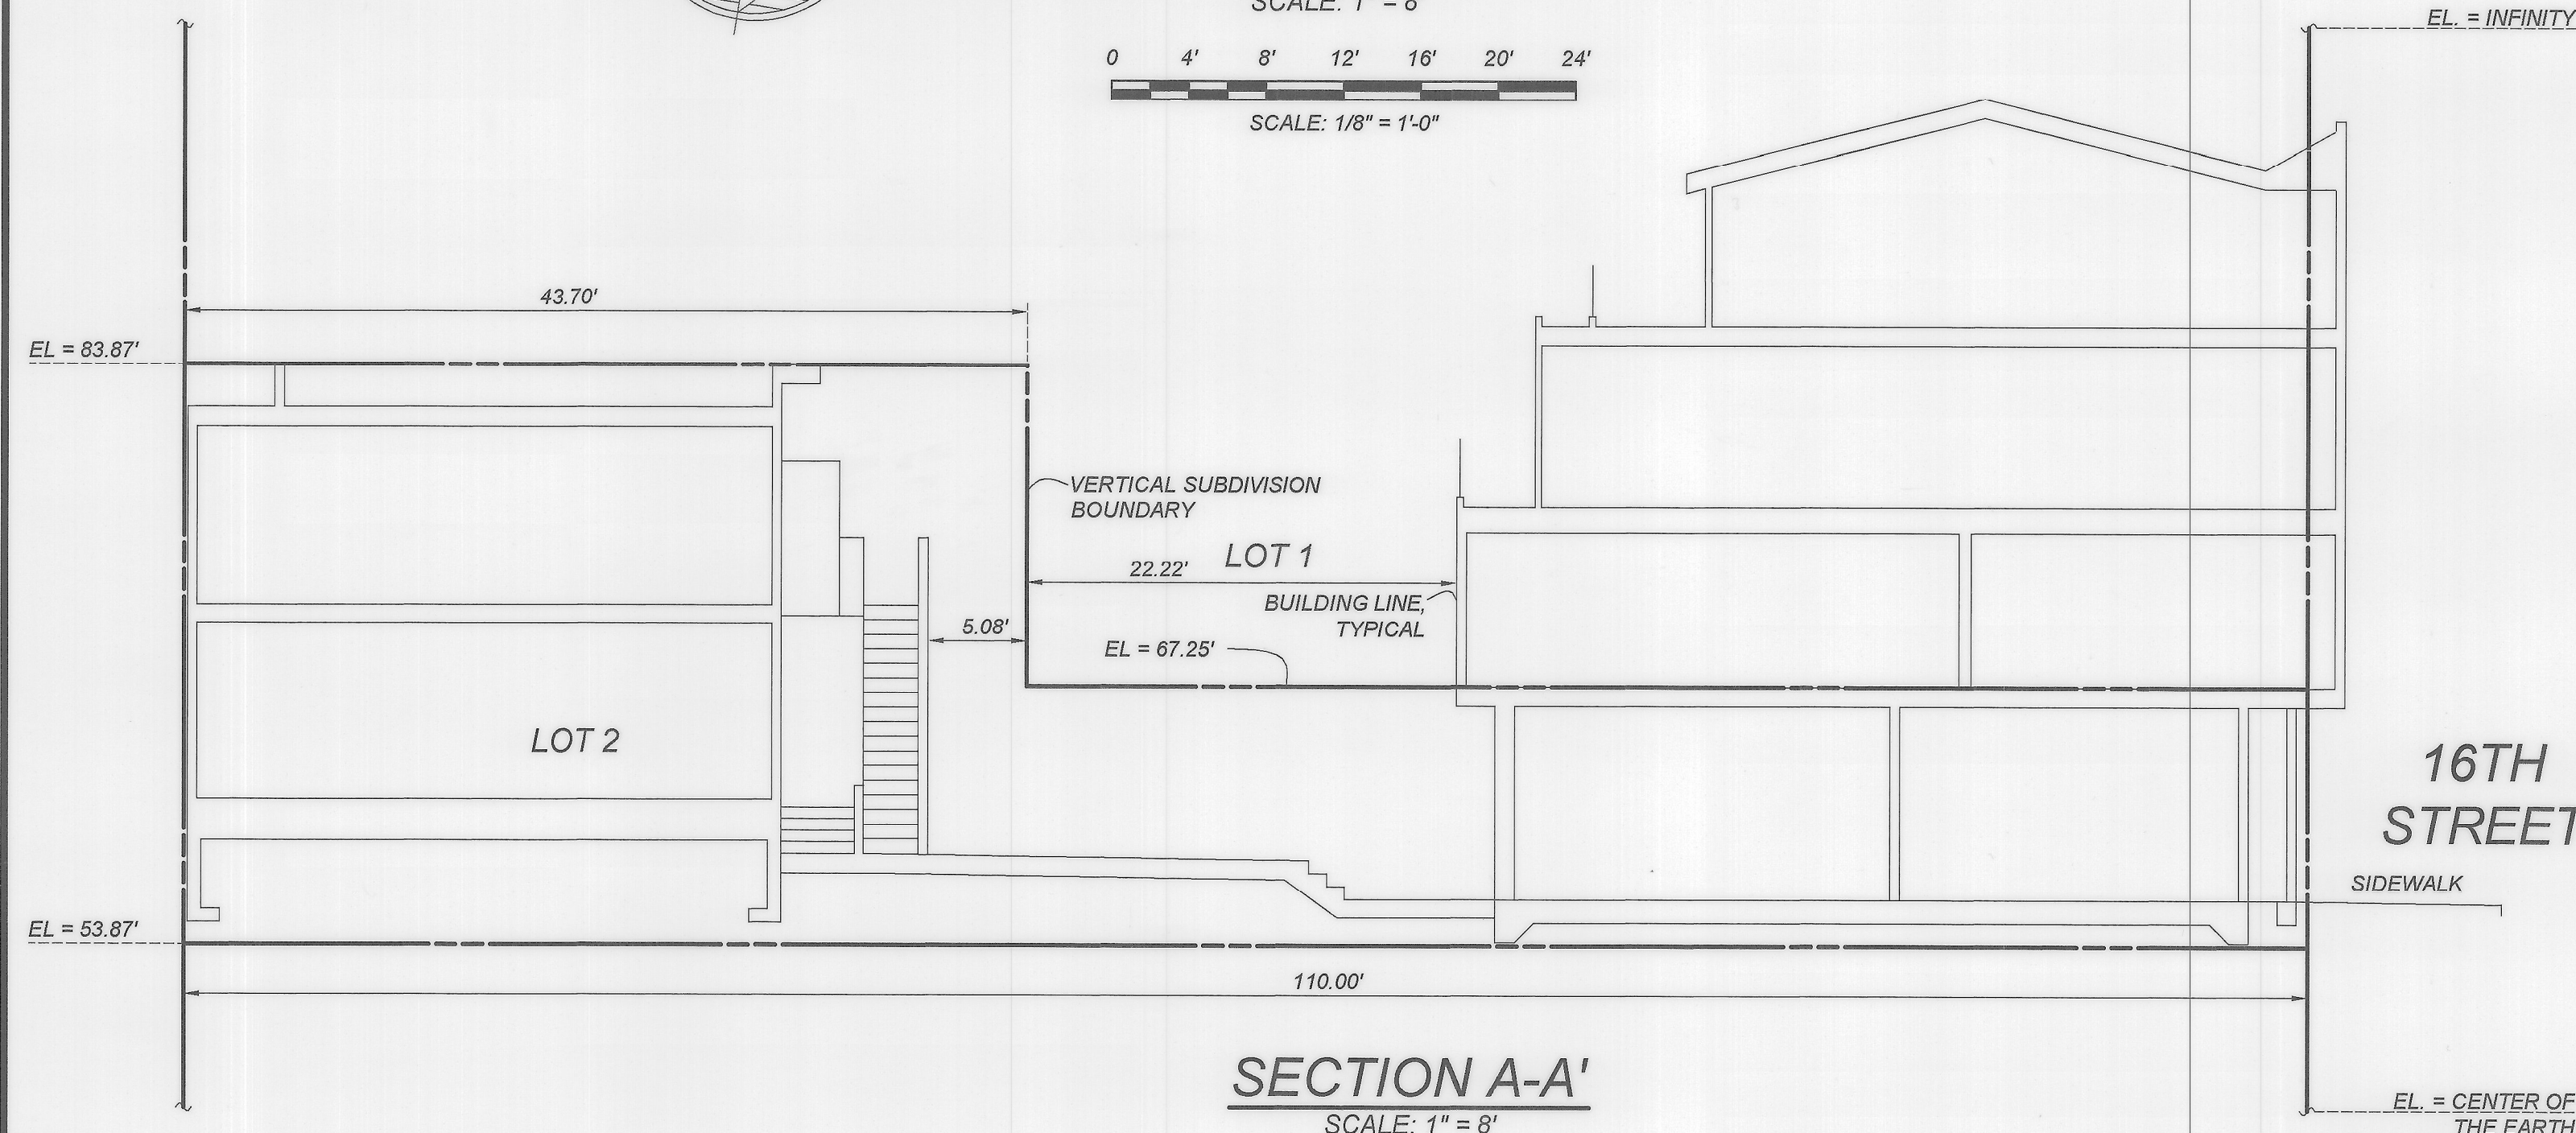 SCALE: 1" = 8'
EL. = INFINITY
0 4' 8' 12' 16' 20' 24'
SCALE: 1/8" = 1'-0"
43.70'
EL = 83.87'
VERTICAL SUBDIVISION
BOUNDARY
LOT 1
22.22'
BUILDING LINE,
TYPICAL
5.08'
EL = 67.25'
LOT 2
16TH
STREET
SIDEWALK
EL = 53.87'
110.00'
SECTION A-A'
SCALE: 1" = 8'
EL. = CENTER OF
THE EARTH